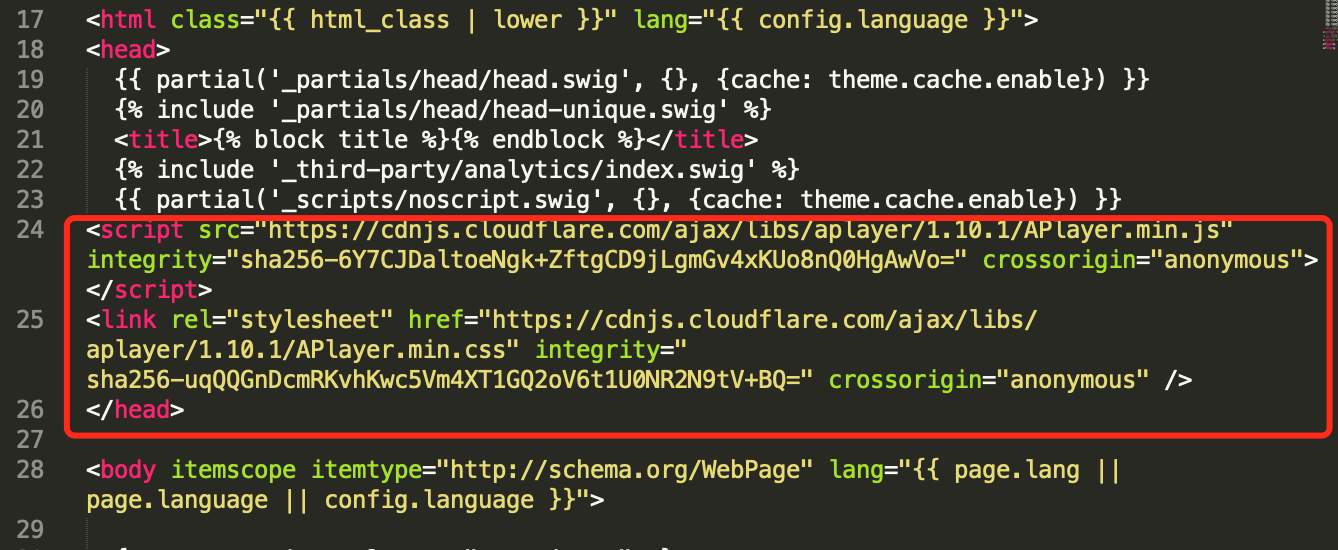 17 <html class="{{ html_class | lower }}" lang="{{ config.language }}">
18 <head>
19 {{ partial('_partials/head/head.swig', {}, {cache: theme.cache.enable}) }}
20 {% include '_partials/head/head-unique.swig' %}
21 <title>{% block title %}{% endblock %}</title>
22 {% include '_third-party/analytics/index.swig' %}
23 {{ partial('_scripts/noscript.swig', {}, {cache: theme.cache.enable}) }}
24 <script src="https://cdnjs.cloudflare.com/ajax/libs/aplayer/1.10.1/APlayer.min.js"
integrity="sha256-6Y7CJDaltoeNgk+ZftgCD9jLgmGv4xKUo8nQ0HgAwVo=" crossorigin="anonymous">
</script>
25 <link rel="stylesheet" href="https://cdnjs.cloudflare.com/ajax/libs/
aplayer/1.10.1/APlayer.min.css" integrity="
sha256-uqQQGnDcmRKvhKwc5Vm4XT1GQ2oV6t1U0NR2N9tV+BQ=" crossorigin="anonymous" />
26 </head>
27
28 <body itemscope itemtype="http://schema.org/WebPage" lang="{{ page.lang ||
page.language || config.language }}">
29